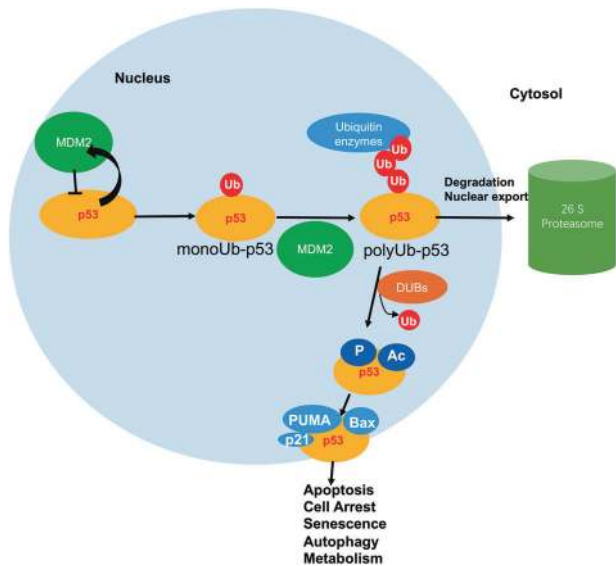 Nucleus
Cytosol
MDM2
p53
Ub
p53
monoUb-p53
MDM2
Ubiquitin
enzymes
Ub
Ub
Ub
p53
polyUb-p53
Degradation
Nuclear export
26 S
Proteasome
DUBs
Ub
P
Ac
p53
PUMA
Bax
p21
p53
Apoptosis
Cell Arrest
Senescence
Autophagy
Metabolism